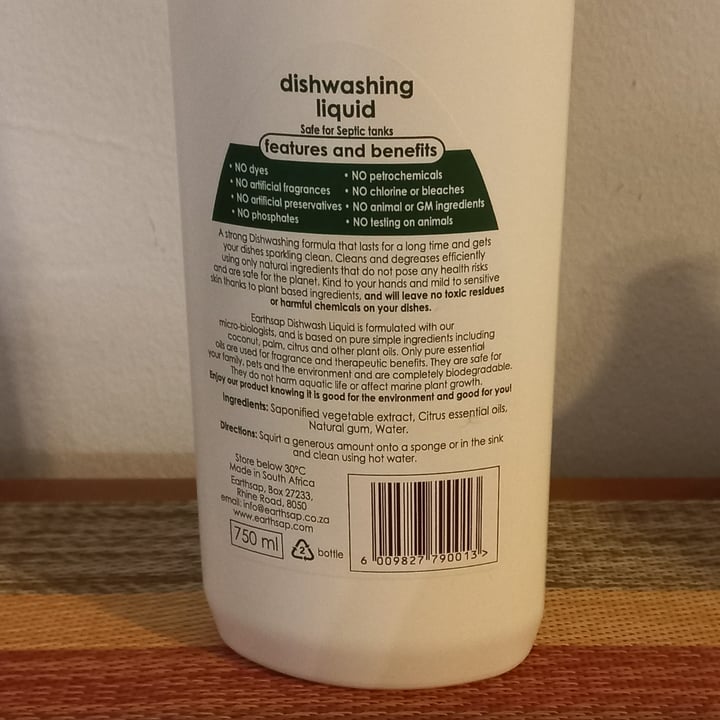 dishwashing
liquid
Safe for Septic tanks
features and benefits
• NO dyes
• NO artificial fragrances
• NO artificial preservatives
• NO phosphates
• NO petrochemicals
• NO chlorine or bleaches
• NO animal or GM ingredients
• NO testing on animals
A strong Dishwashing formula that lasts for a long time and gets
your dishes sparkling clean. Cleans and degreases efficiently
using only natural ingredients that do not pose any health risks
and are safe for the planet. Kind to your hands and mild to sensitive
skin thanks to plant based ingredients, and will leave no toxic residues
or harmful chemicals on your dishes.
Earthsap Dishwash Liquid is formulated with our
micro-biologists, and is based on pure simple ingredients including
coconut, palm, citrus and other plant oils. Only pure essential
oils are used for fragrance and therapeutic benefits. They are safe for
your family, pets and the environment and are completely biodegradable.
They do not harm aquatic life or affect marine plant growth.
Enjoy our product knowing it is good for the environment and good for you!
Ingredients: Saponified vegetable extract, Citrus essential oils,
Natural gum, Water.
Directions: Squirt a generous amount onto a sponge or in the sink
and clean using hot water.
Store below 30°C
Made in South Africa
Earthsap, Box 27233,
Rhine Road, 8050
email: info@earthsap.co.za
www.earthsap.com
750 ml
2 bottle
6 009827 790013 >